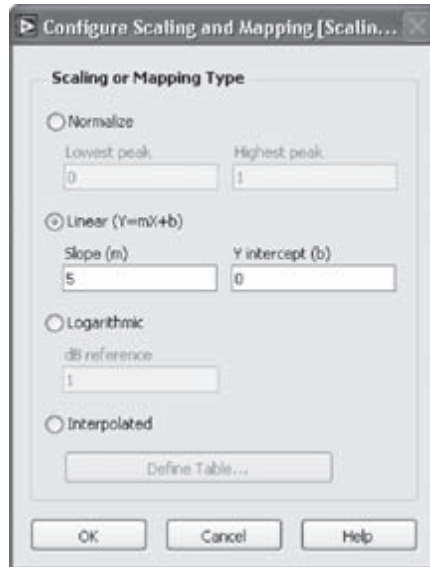 Configure Scaling and Mapping [Scalin...
Scaling or Mapping Type
Normalize
Lowest peak Highest peak
0 1
Linear (Y=mX+b)
Slope (m) Y intercept (b)
5 0
Logarithmic
dB reference
1
Interpolated
Define Table...
OK Cancel Help